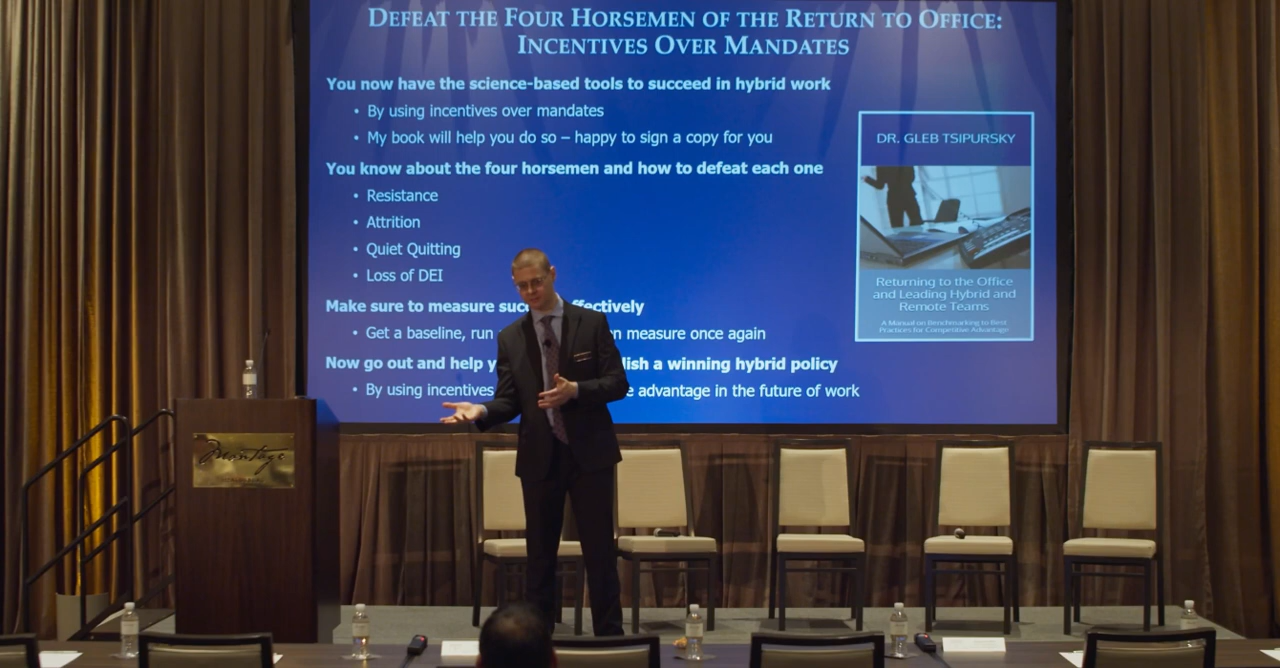 DEFEAT THE FOUR HORSEMEN OF THE RETURN TO OFFICE:
INCENTIVES OVER MANDATES
You now have the science-based tools to succeed in hybrid work
• By using incentives over mandates
• My book will help you do so – happy to sign a copy for you
You know about the four horsemen and how to defeat each one
• Resistance
• Attrition
• Quiet Quitting
• Loss of DEI
Make sure to measure effectively
• Get a baseline, run measure once again
Now go out and help a winning hybrid policy
• By using incentives advantage in the future of work
DR. GLEB TSIPURSKY
Returning to the Office
and Leading Hybrid and
Remote Teams
A Manual on Benchmarking to Best
Practices for Competitive Advantage
Montage